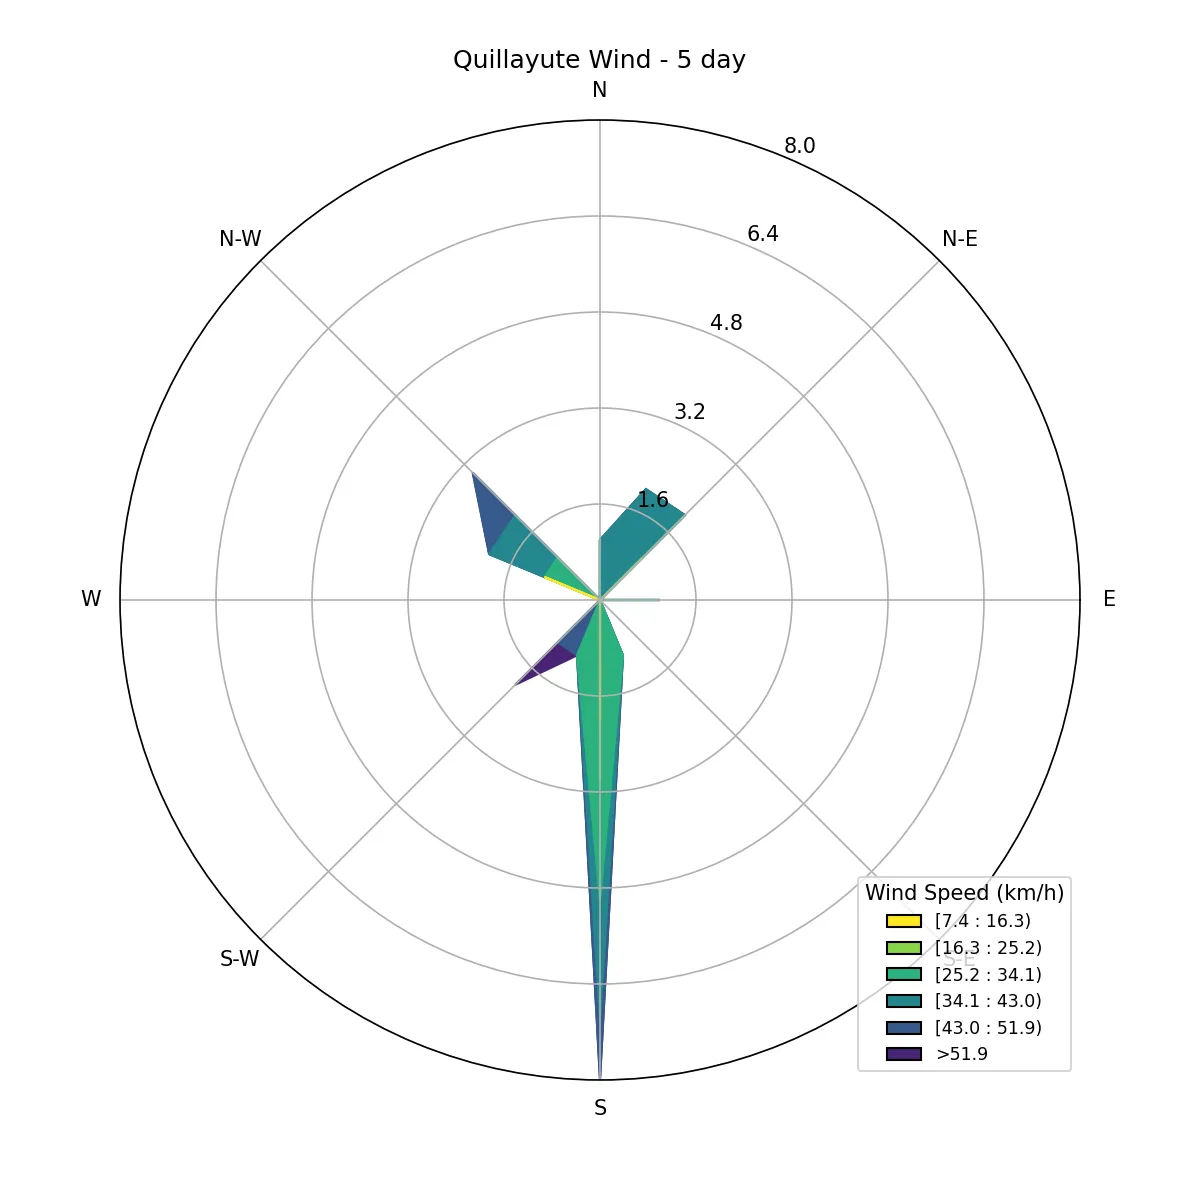 Quillayute Wind - 5 day
N
8.0
N-W
6.4
N-E
4.8
3.2
1.6
W
E
S-W
S-E
S
Wind Speed (km/h)
[7.4 : 16.3)
[16.3 : 25.2)
[25.2 : 34.1)
[34.1 : 43.0)
[43.0 : 51.9)
>51.9